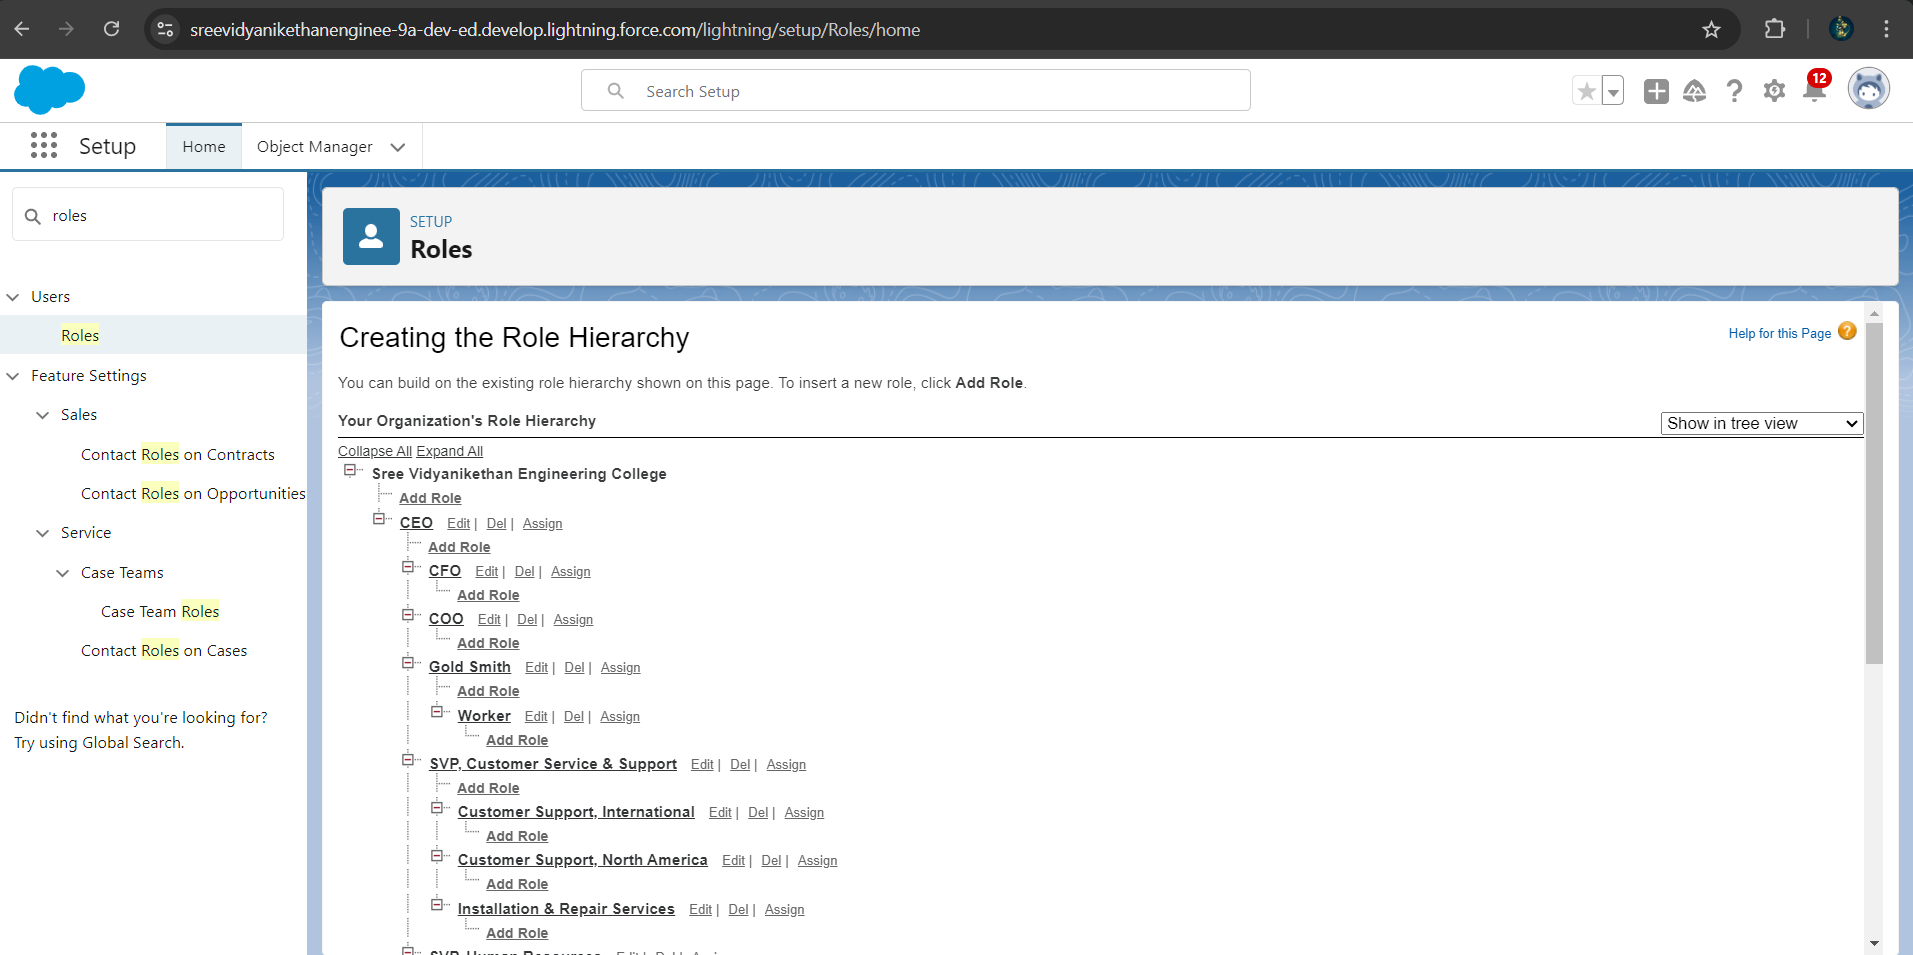 sreevidyanikethanenginee-9a-dev-ed.develop.lightning.force.com/lightning/setup/Roles/home
Search Setup
12
Setup
Home
Object Manager
roles
Users
Roles
Feature Settings
Sales
Contact Roles on Contracts
Contact Roles on Opportunities
Service
Case Teams
Case Team Roles
Contact Roles on Cases
Didn't find what you're looking for?
Try using Global Search.
SETUP
Roles
Creating the Role Hierarchy
Help for this Page ?
You can build on the existing role hierarchy shown on this page. To insert a new role, click Add Role.
Your Organization's Role Hierarchy
Show in tree view
Collapse All Expand All
Sree Vidyanikethan Engineering College
Add Role
CEO Edit | Del | Assign
Add Role
CFO Edit | Del | Assign
Add Role
COO Edit | Del | Assign
Add Role
Gold Smith Edit | Del | Assign
Add Role
Worker Edit | Del | Assign
Add Role
SVP, Customer Service & Support Edit | Del | Assign
Add Role
Customer Support, International Edit | Del | Assign
Add Role
Customer Support, North America Edit | Del | Assign
Add Role
Installation & Repair Services Edit | Del | Assign
Add Role
SVP, Human Resources Edit | Del | Assign